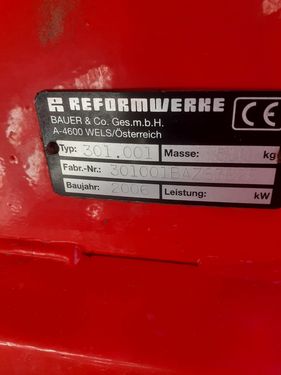 REFORMWERKE
BAUER & Co. Ges.m.b.H.
A-4600 WELS/Österreich
CE
Typ: 301.001 Masse: kg
Fabr.-Nr.:
Baujahr: 2006 Leistung: kW